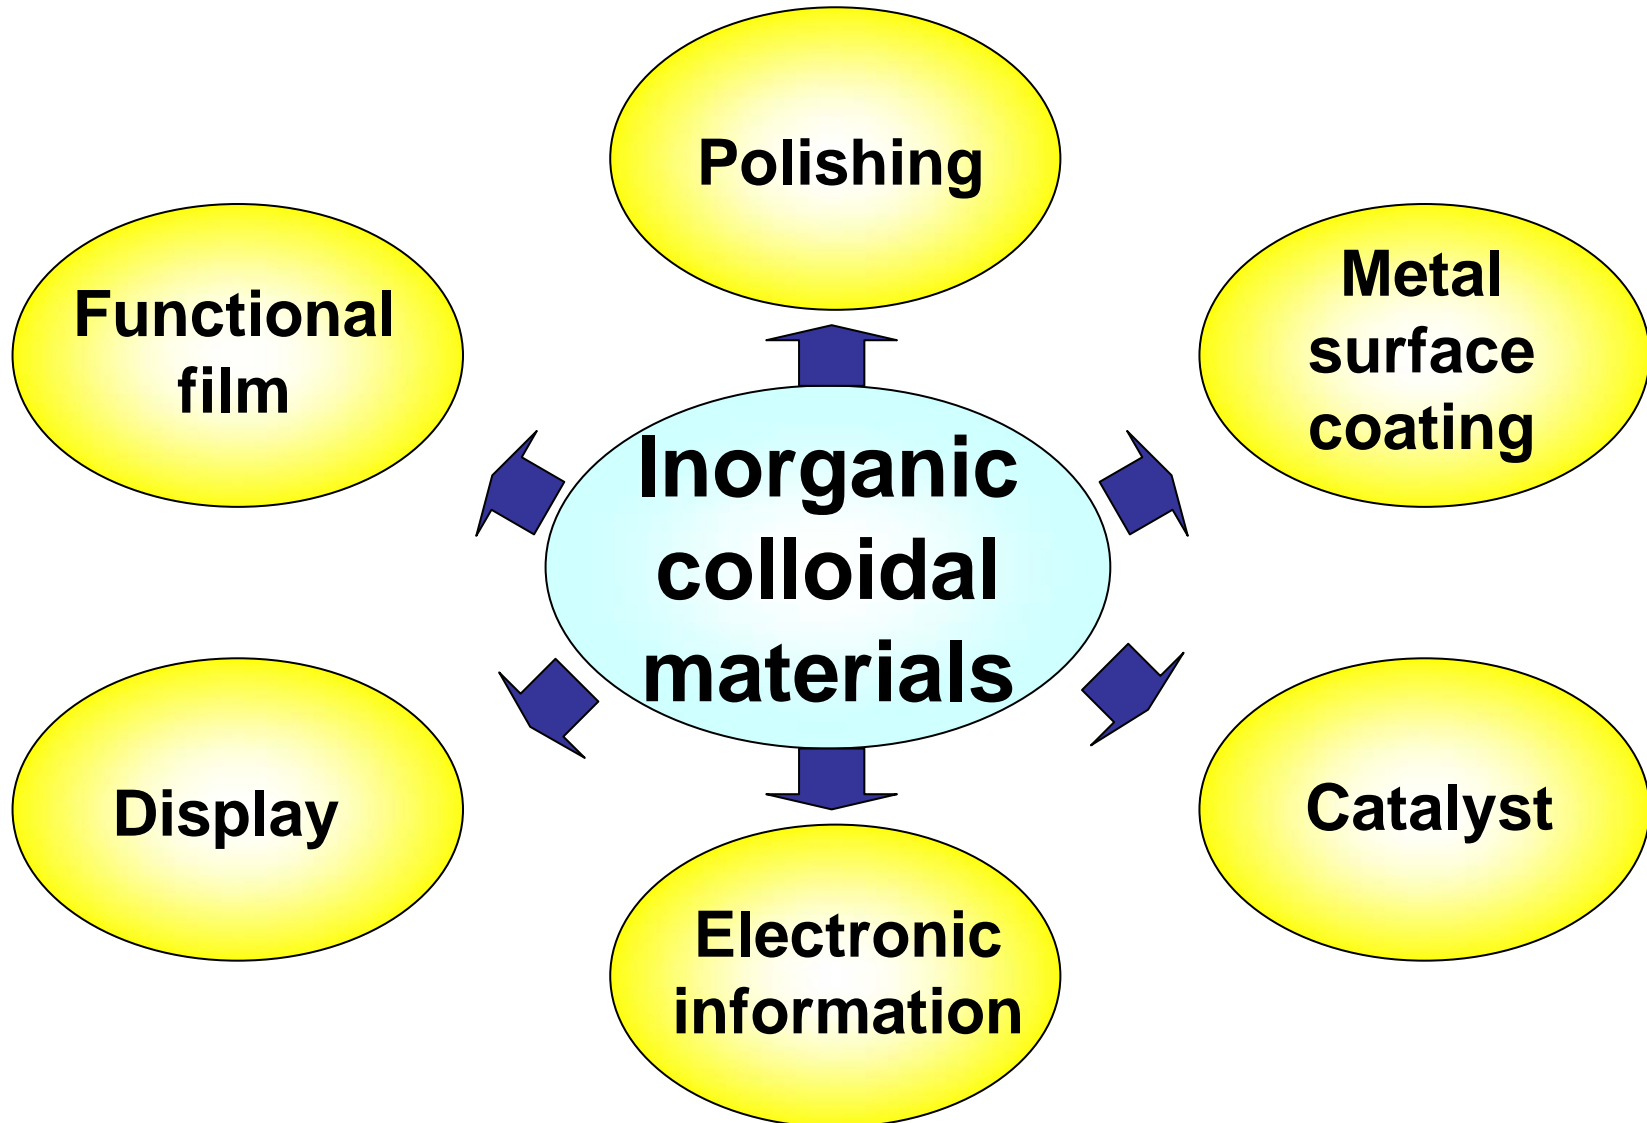 Polishing
Functional
film
Metal
surface
coating
Inorganic
colloidal
materials
Display
Catalyst
Electronic
information